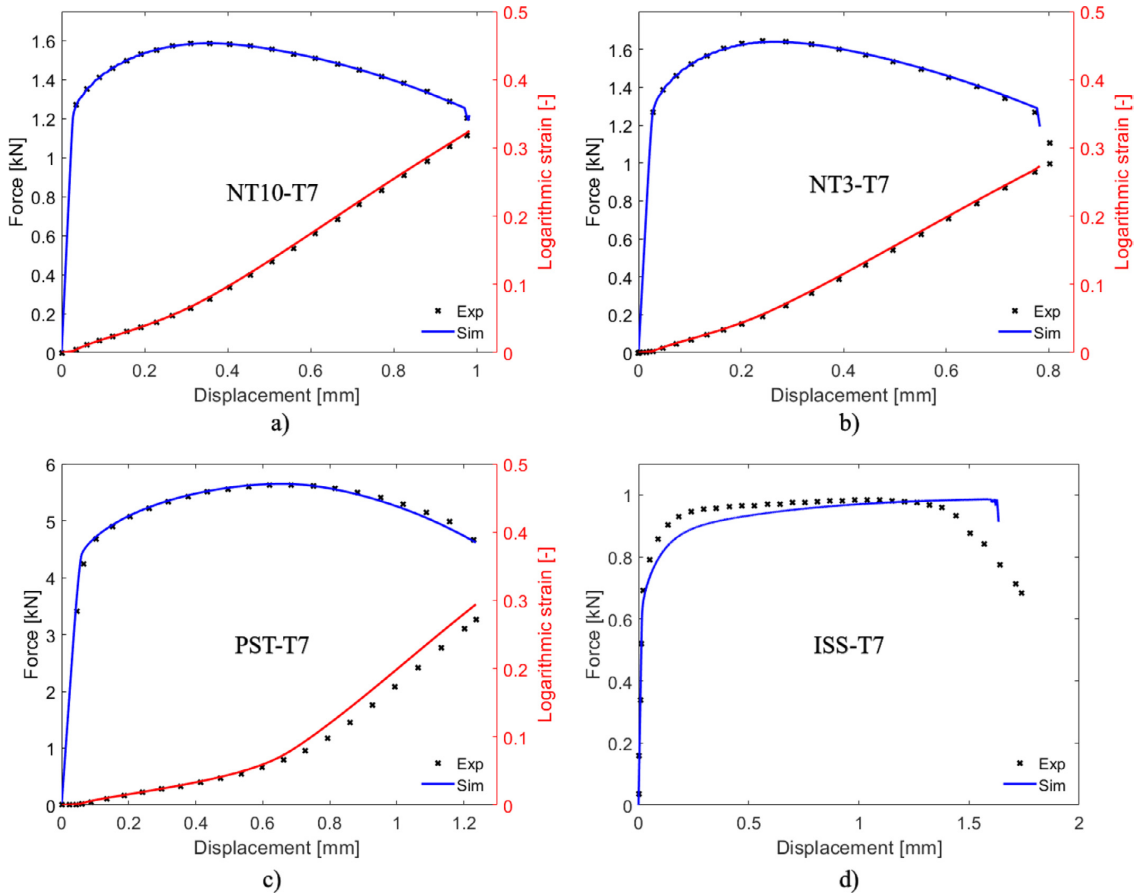 NT10-T7
Force [kN]
Logarithmic strain [-]
0 0.2 0.4 0.6 0.8 1 1.2 1.4 1.6
0 0.1 0.2 0.3 0.4 0.5
Exp
Sim
0 0.2 0.4 0.6 0.8 1
Displacement [mm]
a)
NT3-T7
Force [kN]
Logarithmic strain [-]
0 0.2 0.4 0.6 0.8 1 1.2 1.4 1.6
0 0.1 0.2 0.3 0.4 0.5
Exp
Sim
0 0.2 0.4 0.6 0.8
Displacement [mm]
b)
PST-T7
Force [kN]
Logarithmic strain [-]
0 1 2 3 4 5 6
0 0.1 0.2 0.3 0.4 0.5
Exp
Sim
0 0.2 0.4 0.6 0.8 1 1.2
Displacement [mm]
c)
ISS-T7
Force [kN]
0 0.2 0.4 0.6 0.8 1
Exp
Sim
0 0.5 1 1.5 2
Displacement [mm]
d)